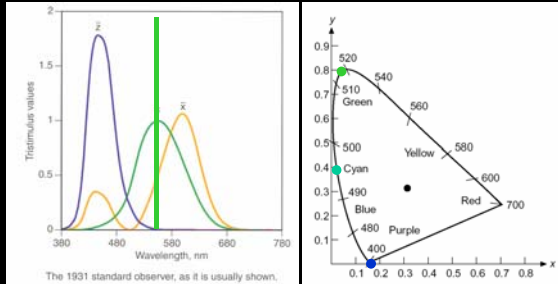 2
1.5
1
0.5
0
Tristimulus values
z̄
x̄
380 480 580 680 780
Wavelength, nm
The 1931 standard observer, as it is usually shown.
y
0.9
0.8
0.7
0.6
0.5
0.4
0.3
0.2
0.1
520
540
510
Green
560
500
Yellow
580
Cyan
600
490
Red
700
Blue
480
Purple
400
0.1 0.2 0.3 0.4 0.5 0.6 0.7 0.8
x